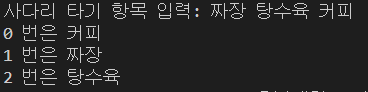 사다리 타기 항목 입력: 짜장 탕수육 커피
0 번은 커피
1 번은 짜장
2 번은 탕수육